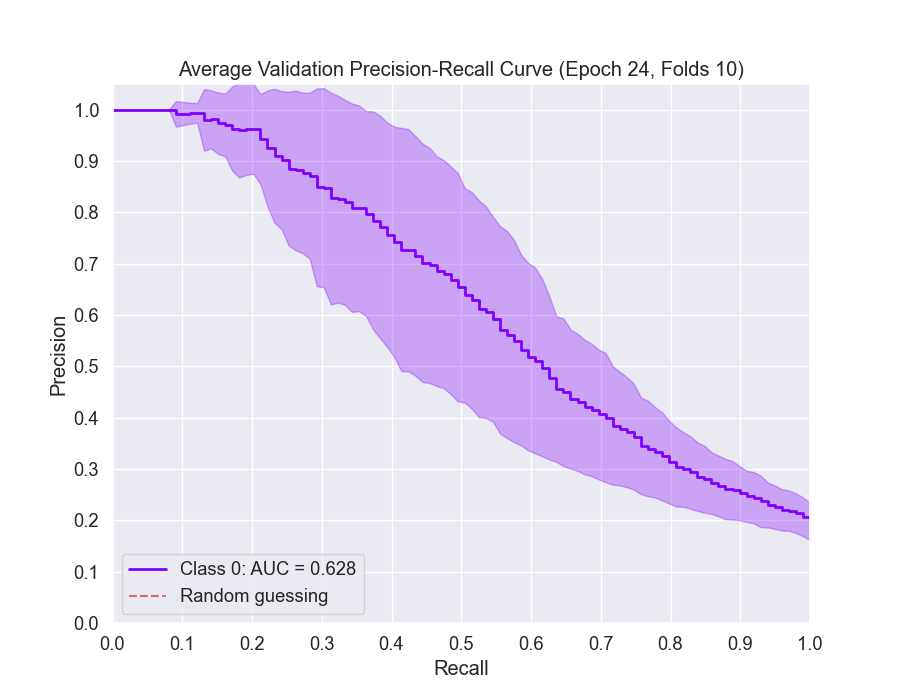 Average Validation Precision-Recall Curve (Epoch 24, Folds 10)
1.0
0.9
0.8
0.7
0.6
0.5
0.4
0.3
0.2
0.1
0.0
Precision
Class 0: AUC = 0.628
Random guessing
0.0 0.1 0.2 0.3 0.4 0.5 0.6 0.7 0.8 0.9 1.0
Recall